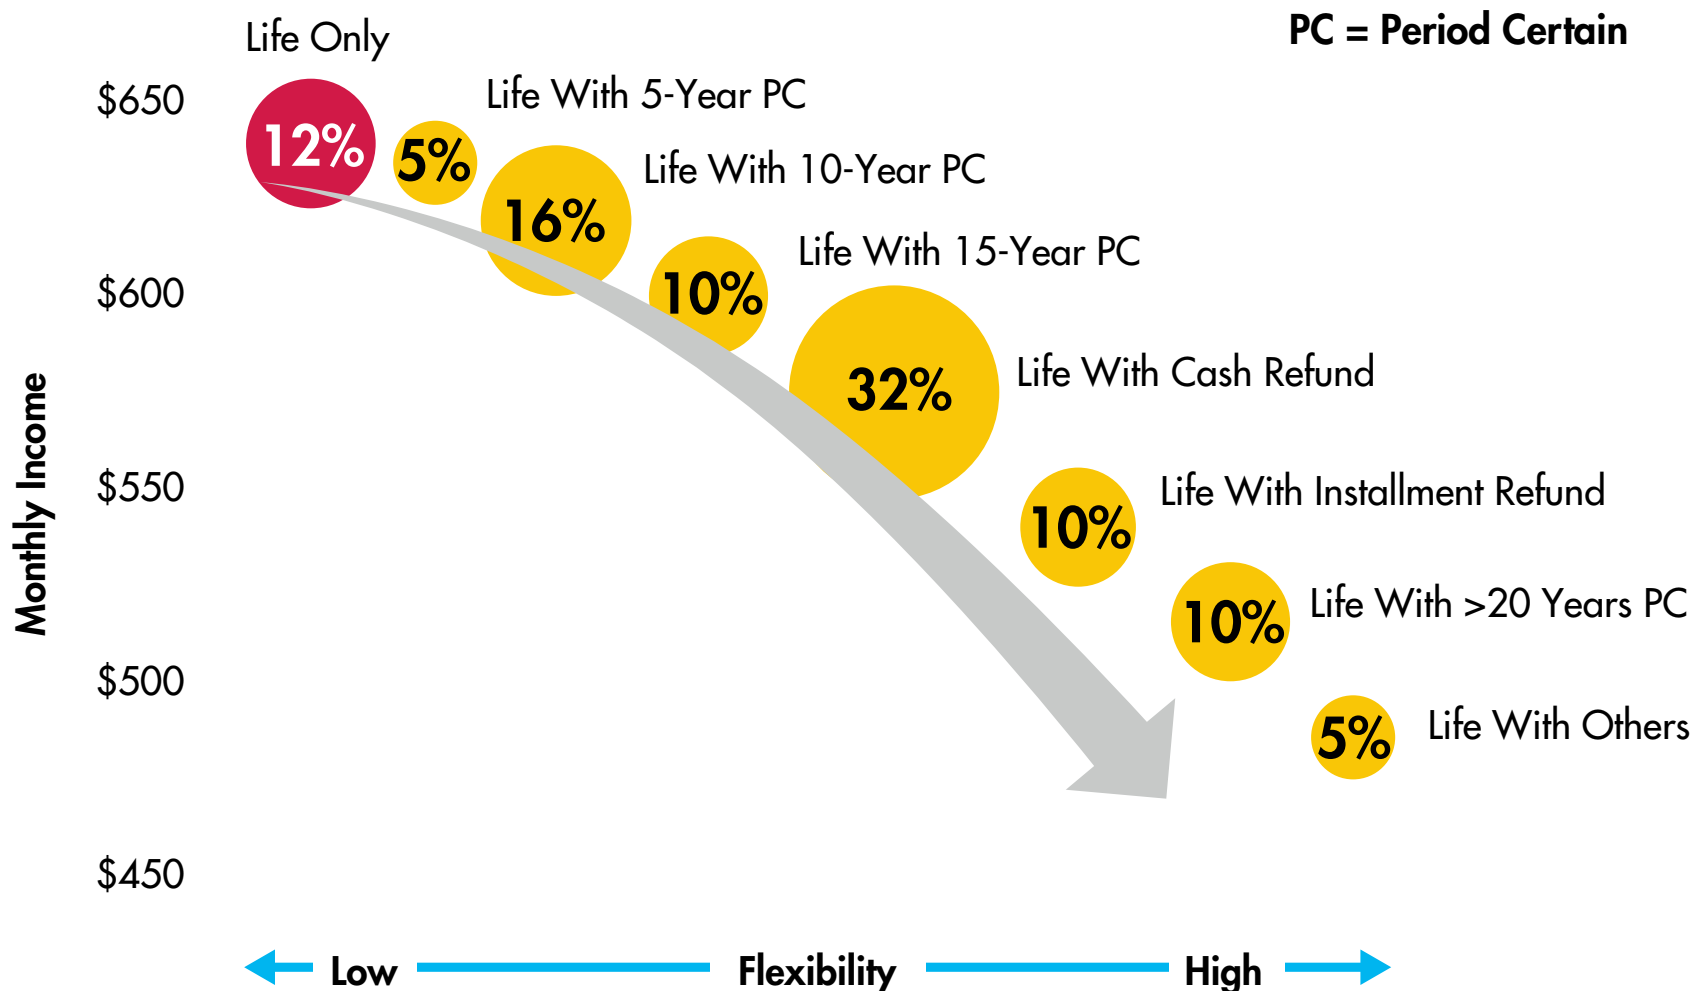 PC = Period Certain
Life Only
$650
12%
Life With 5-Year PC
5%
Life With 10-Year PC
16%
Life With 15-Year PC
$600
10%
Life With Cash Refund
32%
Monthly Income
$550
Life With Installment Refund
10%
Life With >20 Years PC
10%
$500
Life With Others
5%
$450
Low Flexibility High